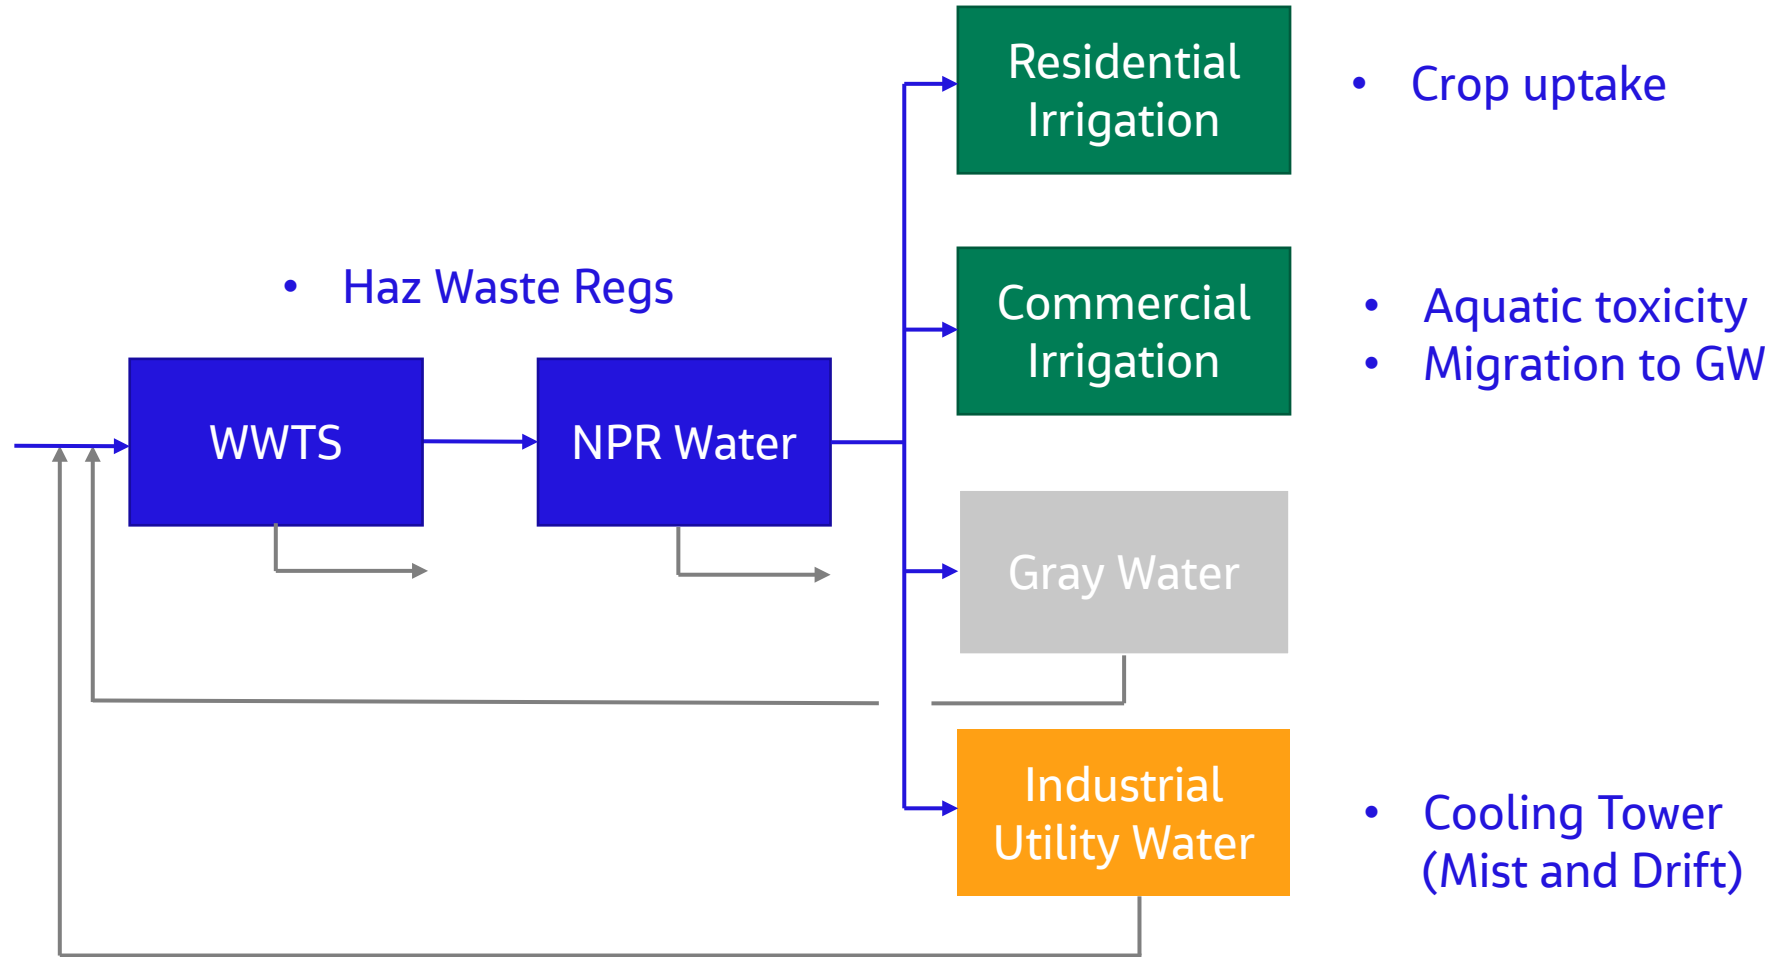 Residential
Irrigation
• Crop uptake
• Haz Waste Regs
Commercial
Irrigation
• Aquatic toxicity
• Migration to GW
WWTS
NPR Water
Gray Water
Industrial
Utility Water
• Cooling Tower
(Mist and Drift)